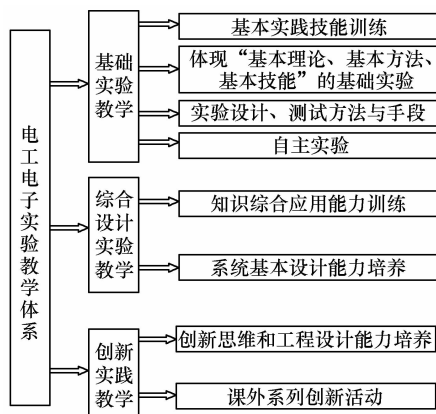 电工电子实验教学体系
基础
实验
教学
基本实践技能训练
体现“基本理论、基本方法、
基本技能”的基础实验
实验设计、测试方法与手段
自主实验
综合
设计
实验
教学
知识综合应用能力训练
系统基本设计能力培养
创新
实践
教学
创新思维和工程设计能力培养
课外系列创新活动